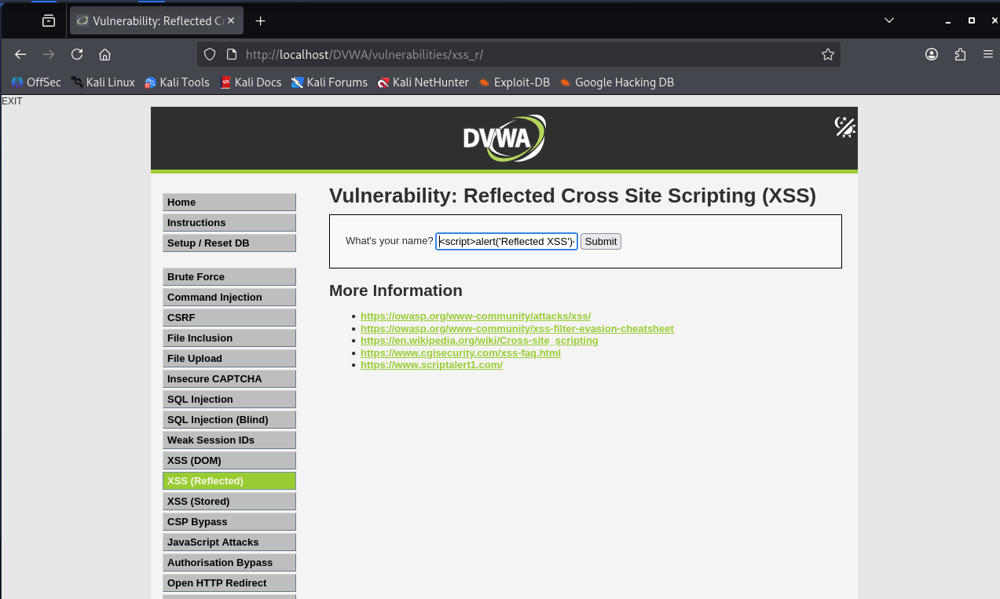 Vulnerability: Reflected C
http://localhost/DVWA/vulnerabilities/xss_r/
OffSec Kali Linux Kali Tools Kali Docs Kali Forums Kali NetHunter Exploit-DB Google Hacking DB
EXIT
DVWA
Home
Instructions
Setup / Reset DB
Brute Force
Command Injection
CSRF
File Inclusion
File Upload
Insecure CAPTCHA
SQL Injection
SQL Injection (Blind)
Weak Session IDs
XSS (DOM)
XSS (Reflected)
XSS (Stored)
CSP Bypass
JavaScript Attacks
Authorisation Bypass
Open HTTP Redirect
Vulnerability: Reflected Cross Site Scripting (XSS)
What's your name? <script>alert('Reflected XSS') Submit
More Information
https://owasp.org/www-community/attacks/xss/
https://owasp.org/www-community/xss-filter-evasion-cheatsheet
https://en.wikipedia.org/wiki/Cross-site_scripting
https://www.cgisecurity.com/xss-faq.html
https://www.scriptalert1.com/